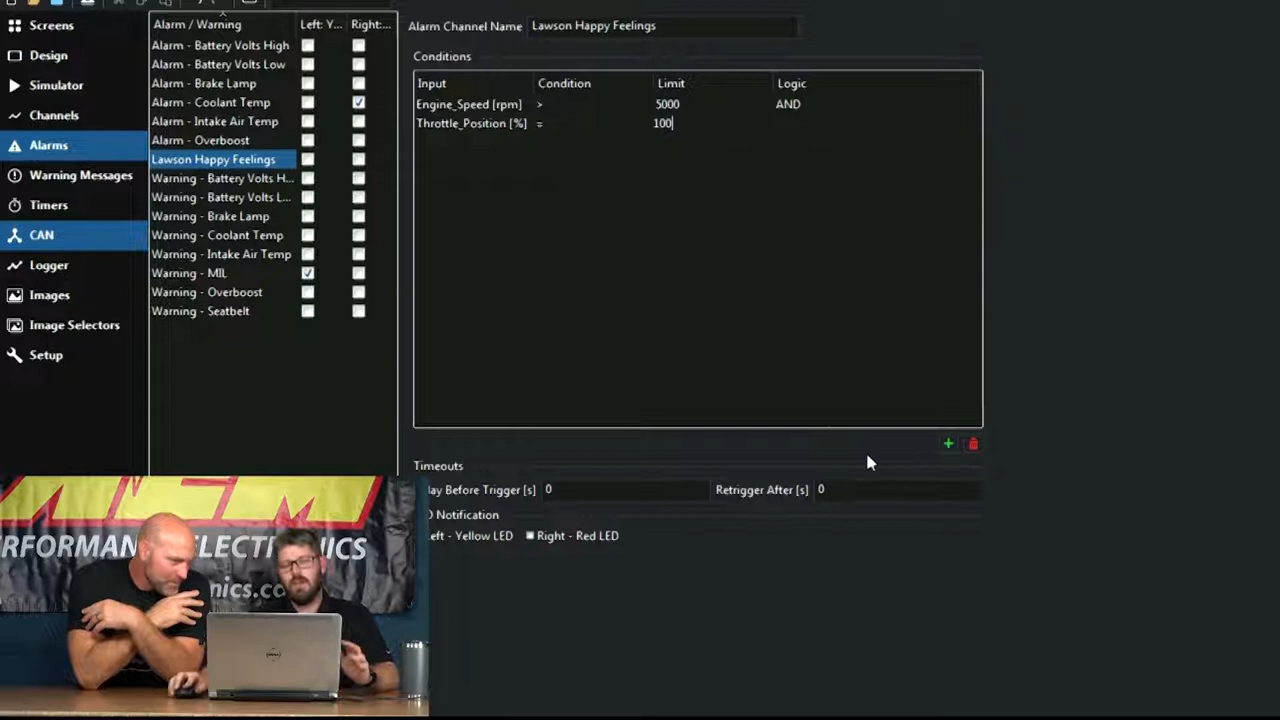 Screens
Design
Simulator
Channels
Alarms
Warning Messages
Timers
CAN
Logger
Images
Image Selectors
Setup
Alarm / Warning Left: Y... Right:...
Alarm - Battery Volts High
Alarm - Battery Volts Low
Alarm - Brake Lamp
Alarm - Coolant Temp
Alarm - Intake Air Temp
Alarm - Overboost
Lawson Happy Feelings
Warning - Battery Volts H...
Warning - Battery Volts L...
Warning - Brake Lamp
Warning - Coolant Temp
Warning - Intake Air Temp
Warning - MIL
Warning - Overboost
Warning - Seatbelt
Alarm Channel Name Lawson Happy Feelings
Conditions
Input Condition Limit Logic
Engine_Speed [rpm] > 5000 AND
Throttle_Position [%] = 100
Timeouts
lay Before Trigger [s] 0 Retrigger After [s] 0
D Notification
Left - Yellow LED Right - Red LED
AEM
ERFORMAN ELECTRONICS
nics.co
DELL